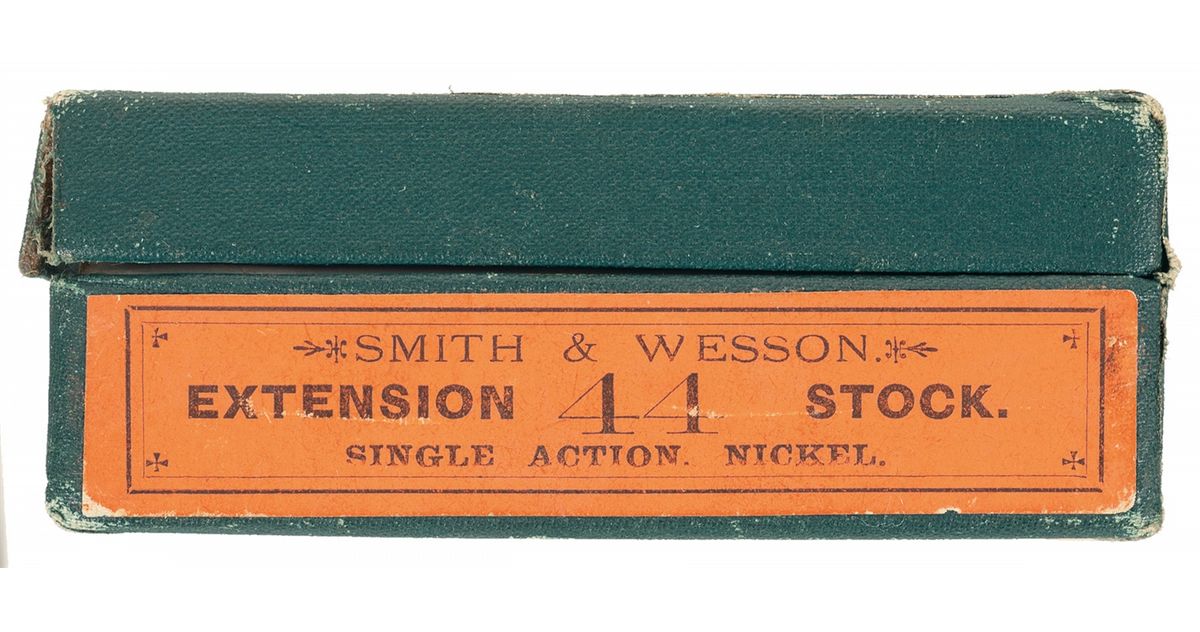 SMITH & WESSON.
EXTENSION 44 STOCK.
SINGLE ACTION. NICKEL.